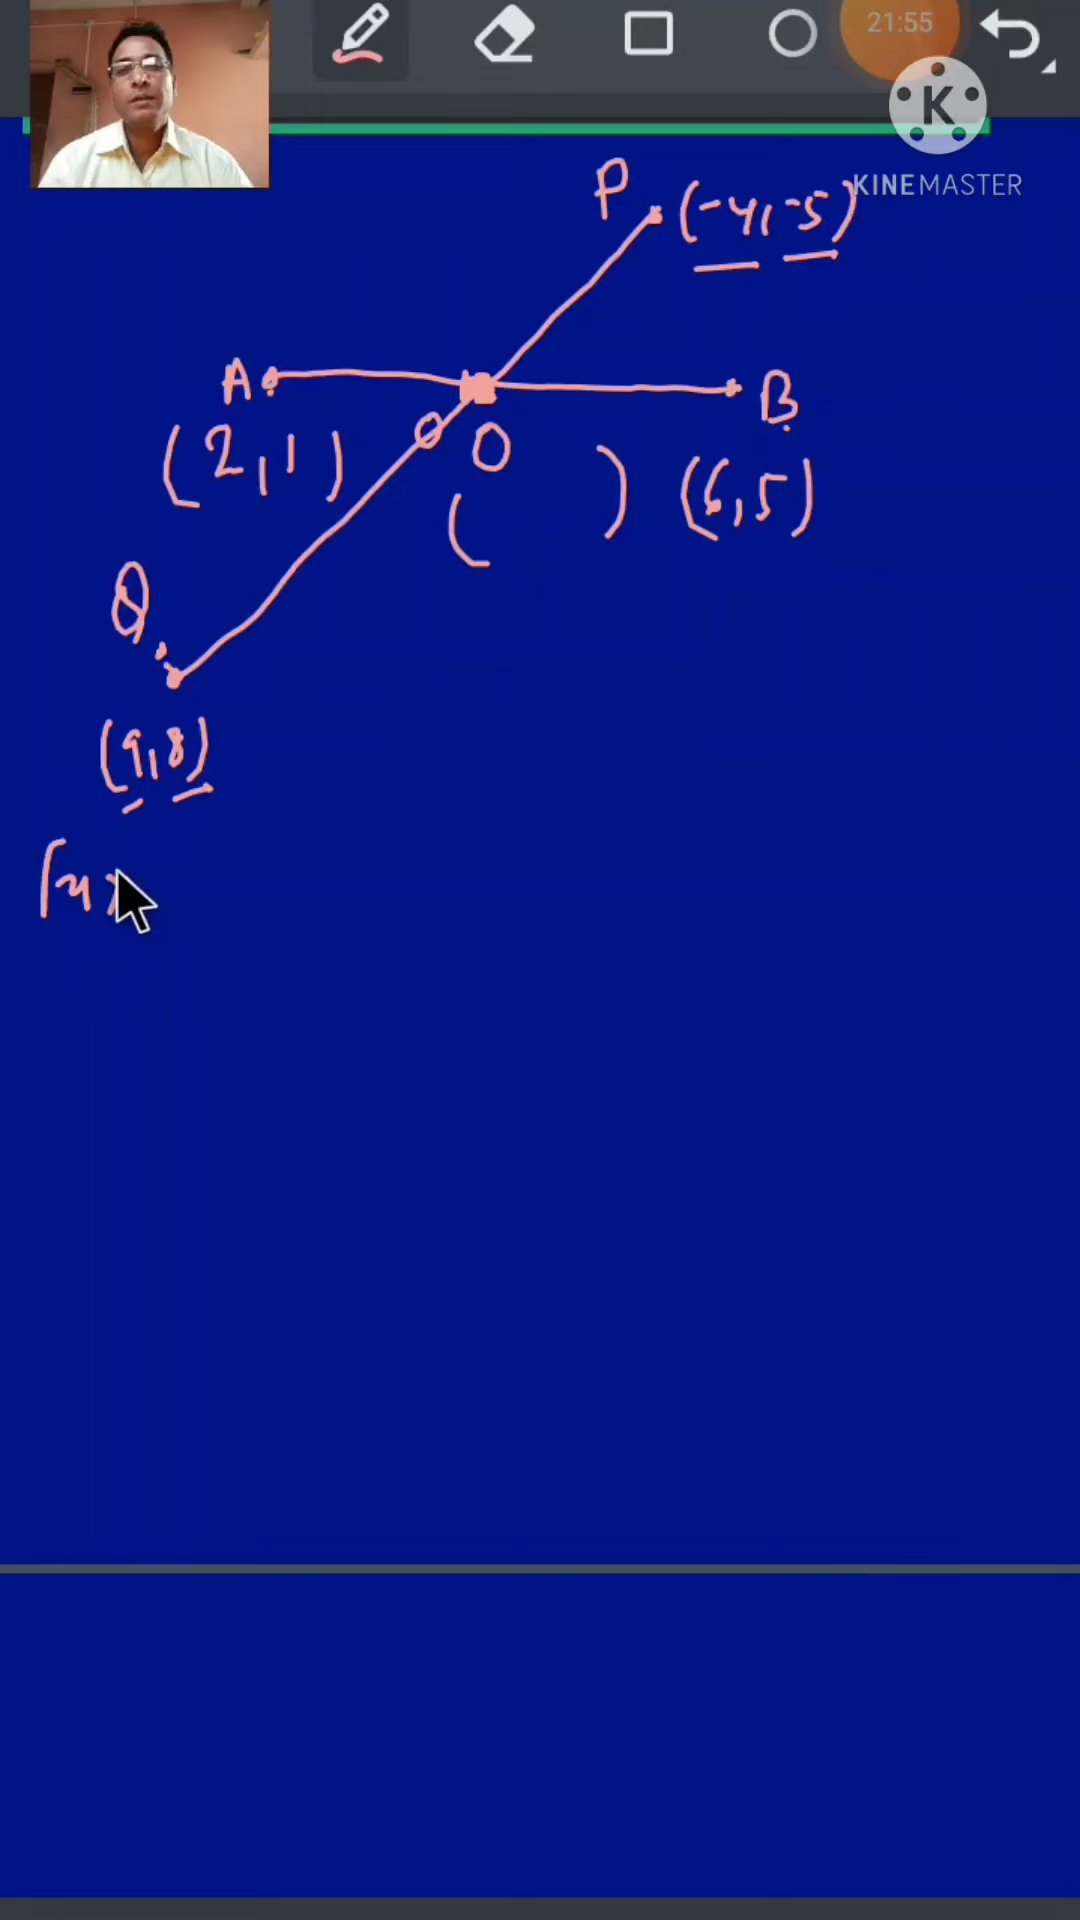 21:55
K
KINEMASTER
P (-4, -5)
A B
(2, 1) O ( ) (6, 5)
Q
(9, 8)